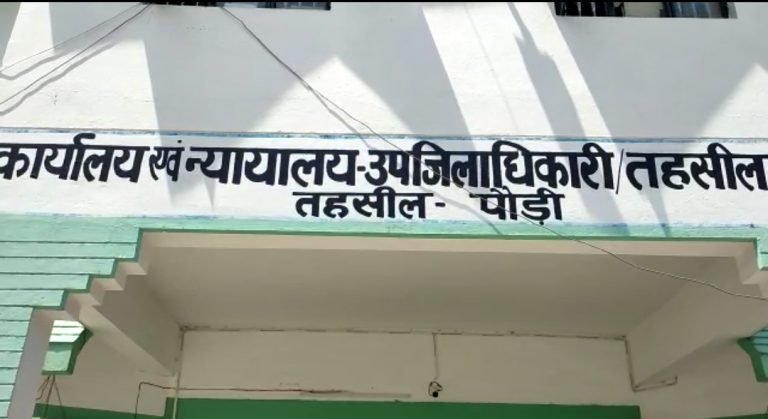 कार्यालय एवं न्यायालय-उपजिलाधिकारी/तहसील
तहसील- पौड़ी